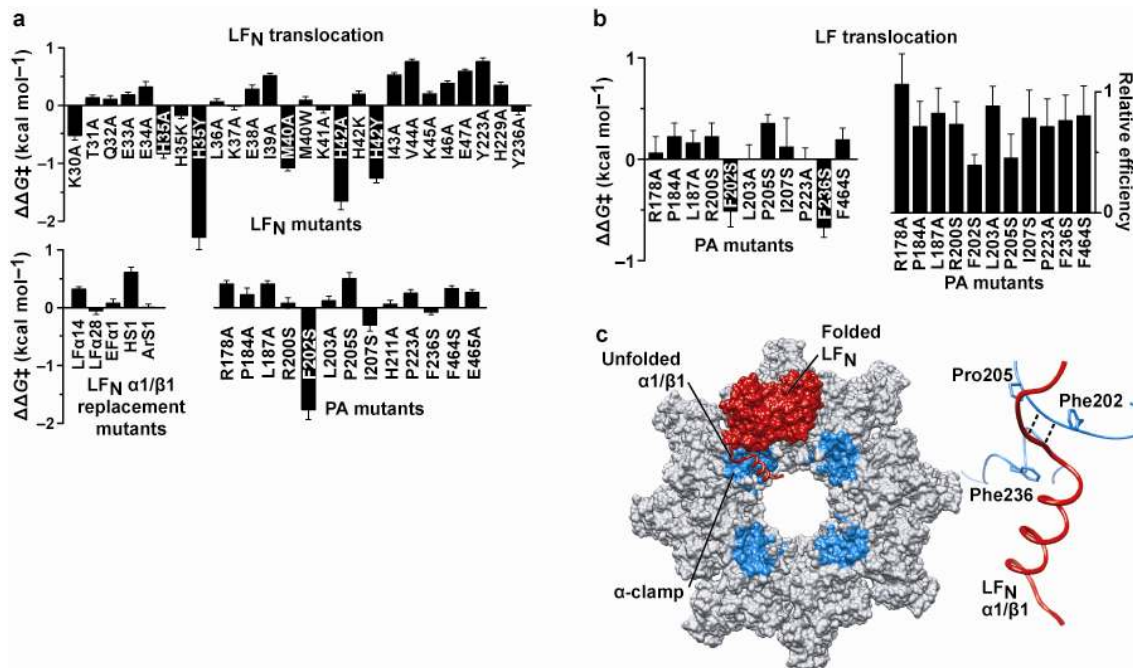 a
LFN translocation
ΔΔG‡ (kcal mol−1)
1
0
−1
−2
K30A
T31A
Q32A
E33A
E34A
H35A
H35K
H35Y
L36A
K37A
E38A
I39A
M40A
M40W
K41A
H42A
H42K
H42Y
I43A
V44A
K45A
I46A
E47A
Y223A
H229A
Y236A
LFN mutants
ΔΔG‡ (kcal mol−1)
1
0
−1
−2
LFα14
LFα28
EFα1
HS1
ArS1
LFN α1/β1
replacement
mutants
R178A
P184A
L187A
R200S
F202S
L203A
P205S
I207S
H211A
P223A
F236S
F464S
E465A
PA mutants
b
LF translocation
ΔΔG‡ (kcal mol−1)
1
0
−1
R178A
P184A
L187A
R200S
F202S
L203A
P205S
I207S
P223A
F236S
F464S
PA mutants
Relative efficiency
1
0
R178A
P184A
L187A
R200S
F202S
L203A
P205S
I207S
P223A
F236S
F464S
PA mutants
c
Unfolded
α1/β1
Folded
LFN
α-clamp
Pro205
Phe202
Phe236
LFN
α1/β1